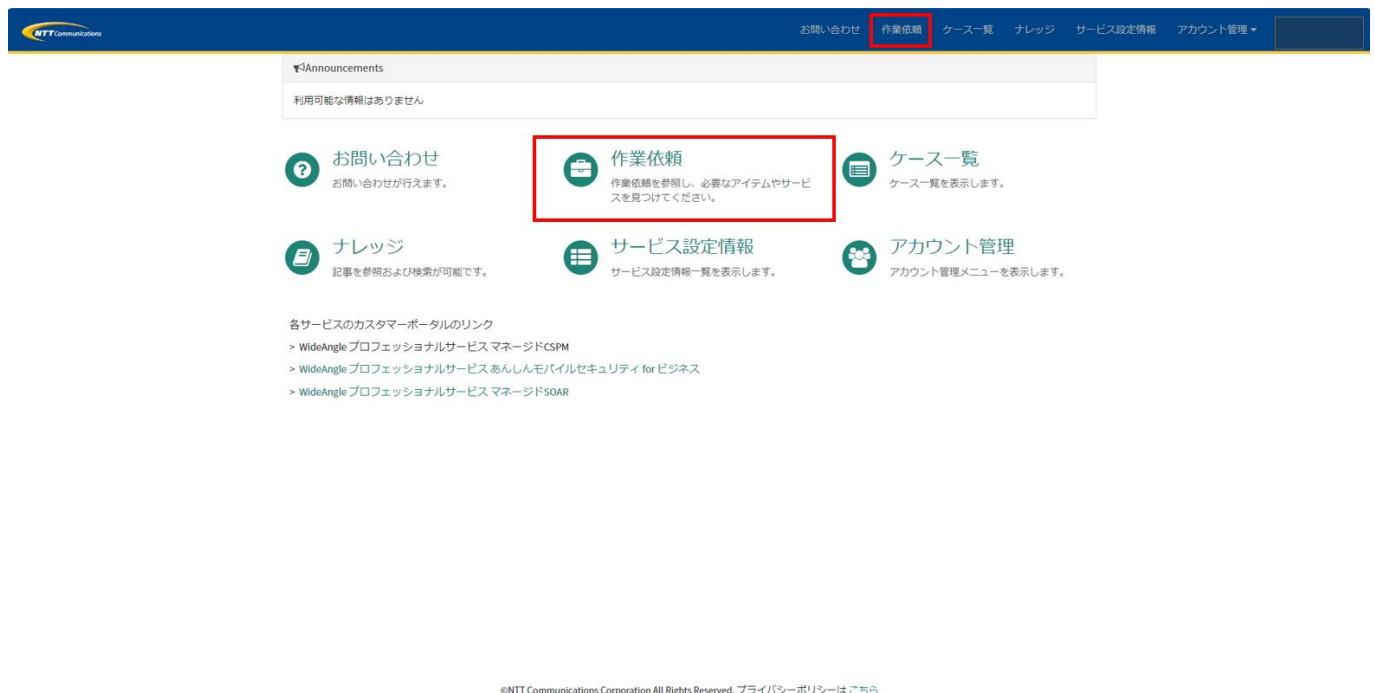 NTT Communications
お問い合わせ 作業依頼 ケース一覧 ナレッジ サービス設定情報 アカウント管理
Announcements
利用可能な情報はありません
お問い合わせ
お問い合わせが行えます。
作業依頼
作業依頼を参照し、必要なアイテムやサービ
スを見つけてください。
ケース一覧
ケース一覧を表示します。
ナレッジ
記事を参照および検索が可能です。
サービス設定情報
サービス設定情報一覧を表示します。
アカウント管理
アカウント管理メニューを表示します。
各サービスのカスタマーポータルのリンク
> WideAngle プロフェッショナルサービス マネージドCSPM
> WideAngle プロフェッショナルサービス あんしんモバイルセキュリティ for ビジネス
> WideAngle プロフェッショナルサービス マネージドSOAR
©NTT Communications Corporation All Rights Reserved. プライバシーポリシーは こちら